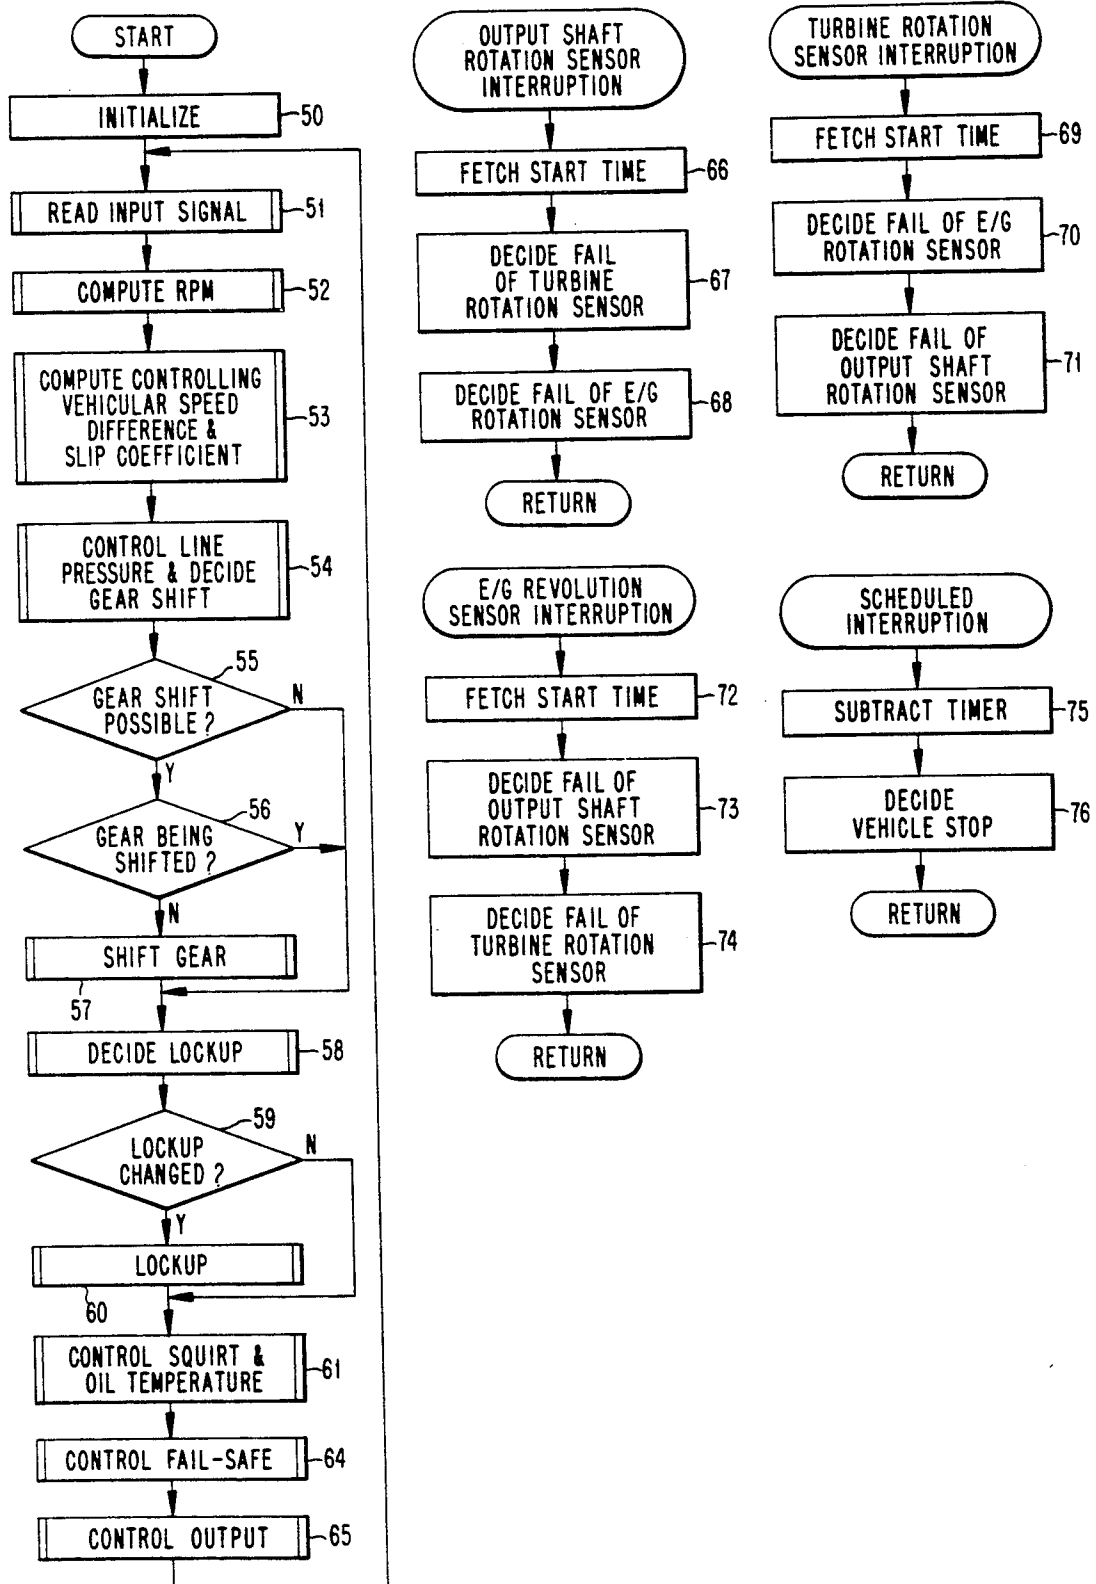 START
INITIALIZE
50
READ INPUT SIGNAL
51
COMPUTE RPM
52
COMPUTE CONTROLLING
VEHICULAR SPEED
DIFFERENCE &
SLIP COEFFICIENT
53
CONTROL LINE
PRESSURE & DECIDE
GEAR SHIFT
54
55
GEAR SHIFT
POSSIBLE ?
N
Y
56
GEAR BEING
SHIFTED ?
Y
N
SHIFT GEAR
57
DECIDE LOCKUP
58
59
LOCKUP
CHANGED ?
N
Y
LOCKUP
60
CONTROL SQUIRT &
OIL TEMPERATURE
61
CONTROL FAIL-SAFE
64
CONTROL OUTPUT
65
OUTPUT SHAFT
ROTATION SENSOR
INTERRUPTION
FETCH START TIME
66
DECIDE FAIL
OF TURBINE
ROTATION SENSOR
67
DECIDE FAIL OF E/G
ROTATION SENSOR
68
RETURN
TURBINE ROTATION
SENSOR INTERRUPTION
FETCH START TIME
69
DECIDE FAIL OF E/G
ROTATION SENSOR
70
DECIDE FAIL OF
OUTPUT SHAFT
ROTATION SENSOR
71
RETURN
E/G REVOLUTION
SENSOR INTERRUPTION
FETCH START TIME
72
DECIDE FAIL OF
OUTPUT SHAFT
ROTATION SENSOR
73
DECIDE FAIL OF
TURBINE ROTATION
SENSOR
74
RETURN
SCHEDULED
INTERRUPTION
SUBTRACT TIMER
75
DECIDE
VEHICLE STOP
76
RETURN